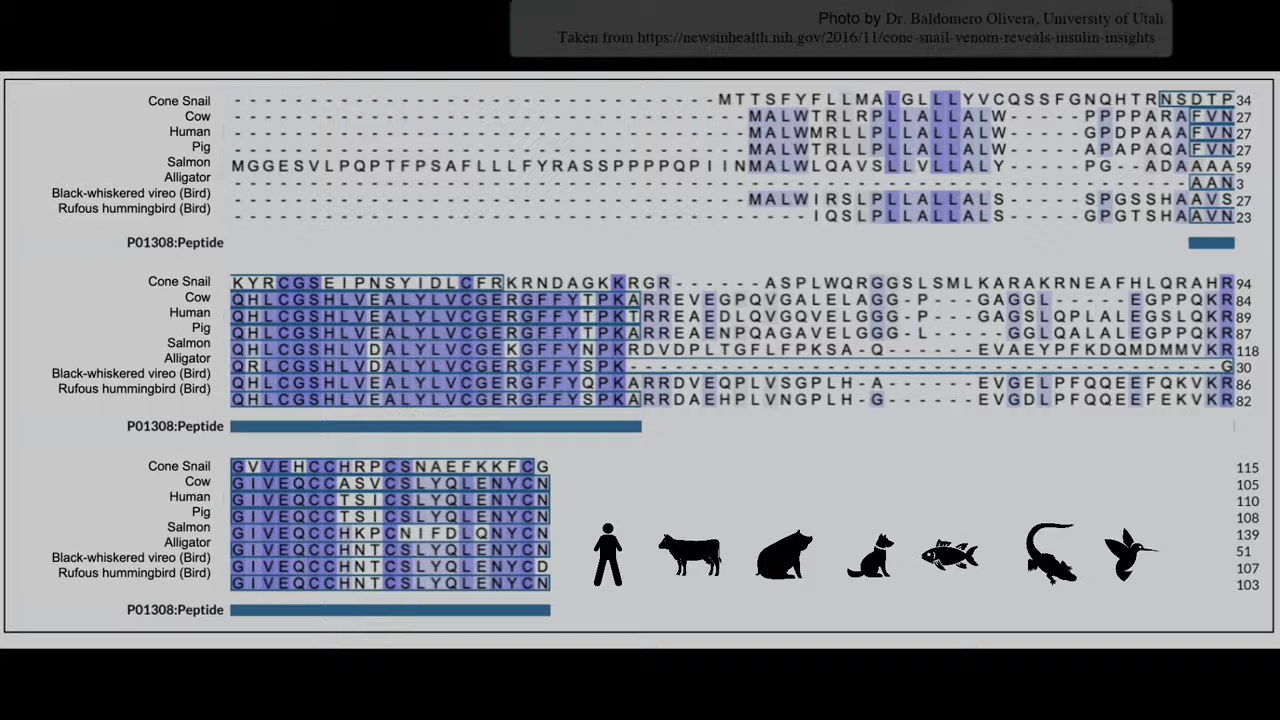 Photo by Dr. Baldomero Olivera, University of Utah
Taken from https://newsinhealth.nih.gov/2016/11/cone-snail-venom-reveals-insulin-insights
Cone Snail - - - - - - - - - - - - - - - - - - - - - - - - - - - - - - - - M T T S F Y F L L M A L G L L L Y V C Q S S F G N Q H T R N S D T P 34
Cow - - - - - - - - - - - - - - - - - - - - - - - - - - - - - - - - - - M A L W T R L R P L L A L L A L W - - - - - P P P P A R A F V N 27
Human - - - - - - - - - - - - - - - - - - - - - - - - - - - - - - - - - - M A L W M R L L P L L A L L A L W - - - - - G P D P A A A F V N 27
Pig - - - - - - - - - - - - - - - - - - - - - - - - - - - - - - - - - - M A L W T R L L P L L A L L A L W - - - - - A P A P A Q A F V N 27
Salmon M G G E S V L P Q P T F P S A F L L L F Y R A S S P P P P Q P I I N M A L W L Q A V S L L V L L A L Y - - - - - P G - - A D A A A A 59
Alligator - - - - - - - - - - - - - - - - - - - - - - - - - - - - - - - - - - - - - - - - - - - - - - - - - - - - - - - - - - - - - - - A A N 3
Black-whiskered vireo (Bird) - - - - - - - - - - - - - - - - - - - - - - - - - - - - - - - - - - M A L W I R S L P L L A L L A L S - - - - - S P G S S H A A V S 27
Rufous hummingbird (Bird) - - - - - - - - - - - - - - - - - - - - - - - - - - - - - - - - - - - - - - I Q S L P L L A L L A L S - - - - - G P G T S H A A V N 23
P01308:Peptide
Cone Snail K Y R C G S E I P N S Y I D L C F R K R N D A G K K R G R - - - - - - A S P L W Q R G G S L S M L K A R A K R N E A F H L Q R A H R 94
Cow Q H L C G S H L V E A L Y L V C G E R G F F Y T P K A R R E V E G P Q V G A L E L A G G - P - - - G A G G L - - - - - E G P P Q K R 84
Human Q H L C G S H L V E A L Y L V C G E R G F F Y T P K T R R E A E D L Q V G Q V E L G G G - P - - - G A G S L Q P L A L E G S L Q K R 89
Pig Q H L C G S H L V E A L Y L V C G E R G F F Y T P K A R R E A E N P Q A G A V E L G G G - L - - - - - G G L Q A L A L E G P P Q K R 87
Salmon Q H L C G S H L V D A L Y L V C G E K G F F Y N P K R D V D P L T G F L F P K S A - Q - - - - - - E V A E Y P F K D Q M D M M V K R 118
Alligator Q R L C G S H L V D A L Y L V C G E R G F F Y S P K - - - - - - - - - - - - - - - - - - - - - - - - - - - - - - - - - - - - - - - G 30
Black-whiskered vireo (Bird) Q H L C G S H L V E A L Y L V C G E R G F F Y Q P K A R R D V E Q P L V S G P L H - A - - - - - - E V G E L P F Q Q E E F Q K V K R 86
Rufous hummingbird (Bird) Q H L C G S H L V E A L Y L V C G E R G F F Y S P K A R R D A E H P L V N G P L H - G - - - - - - E V G D L P F Q Q E E F E K V K R 82
P01308:Peptide
Cone Snail G V V E H C C H R P C S N A E F K K F C G 115
Cow G I V E Q C C A S V C S L Y Q L E N Y C N 105
Human G I V E Q C C T S I C S L Y Q L E N Y C N 110
Pig G I V E Q C C T S I C S L Y Q L E N Y C N 108
Salmon G I V E Q C C H K P C N I F D L Q N Y C N 139
Alligator G I V E Q C C H N T C S L Y Q L E N Y C N 51
Black-whiskered vireo (Bird) G I V E Q C C H N T C S L Y Q L E N Y C D 107
Rufous hummingbird (Bird) G I V E Q C C H N T C S L Y Q L E N Y C N 103
P01308:Peptide